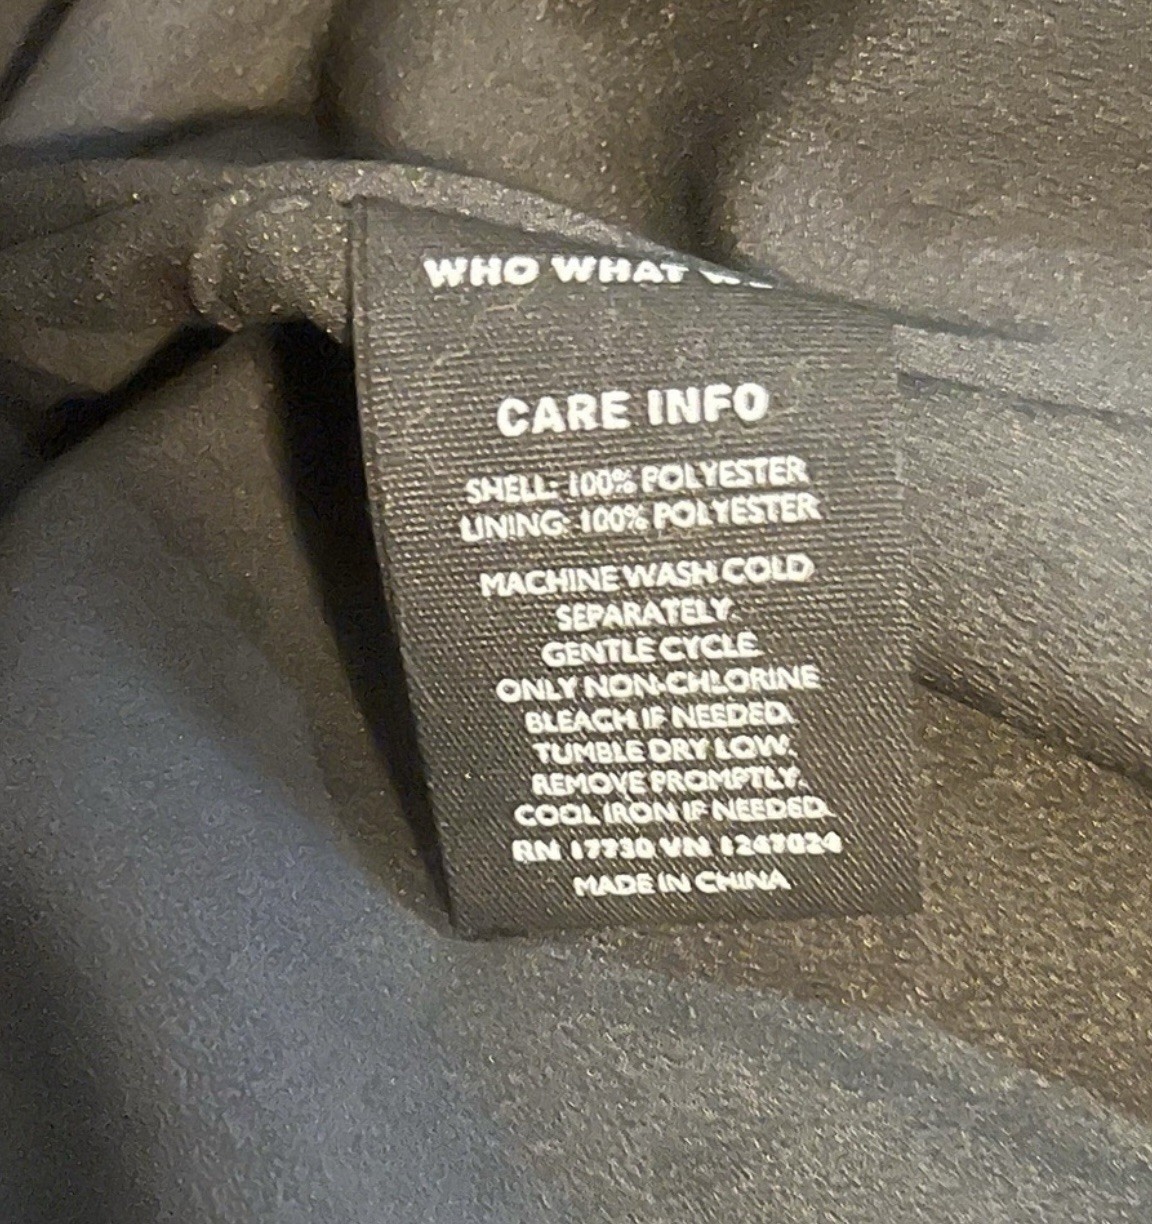 WHO WHAT
CARE INFO
SHELL: 100% POLYESTER
LINING: 100% POLYESTER
MACHINE WASH COLD
SEPARATELY.
GENTLE CYCLE.
ONLY NON-CHLORINE
BLEACH IF NEEDED.
TUMBLE DRY LOW.
REMOVE PROMPTLY.
COOL IRON IF NEEDED.
RN 17730 VN 1247024
MADE IN CHINA